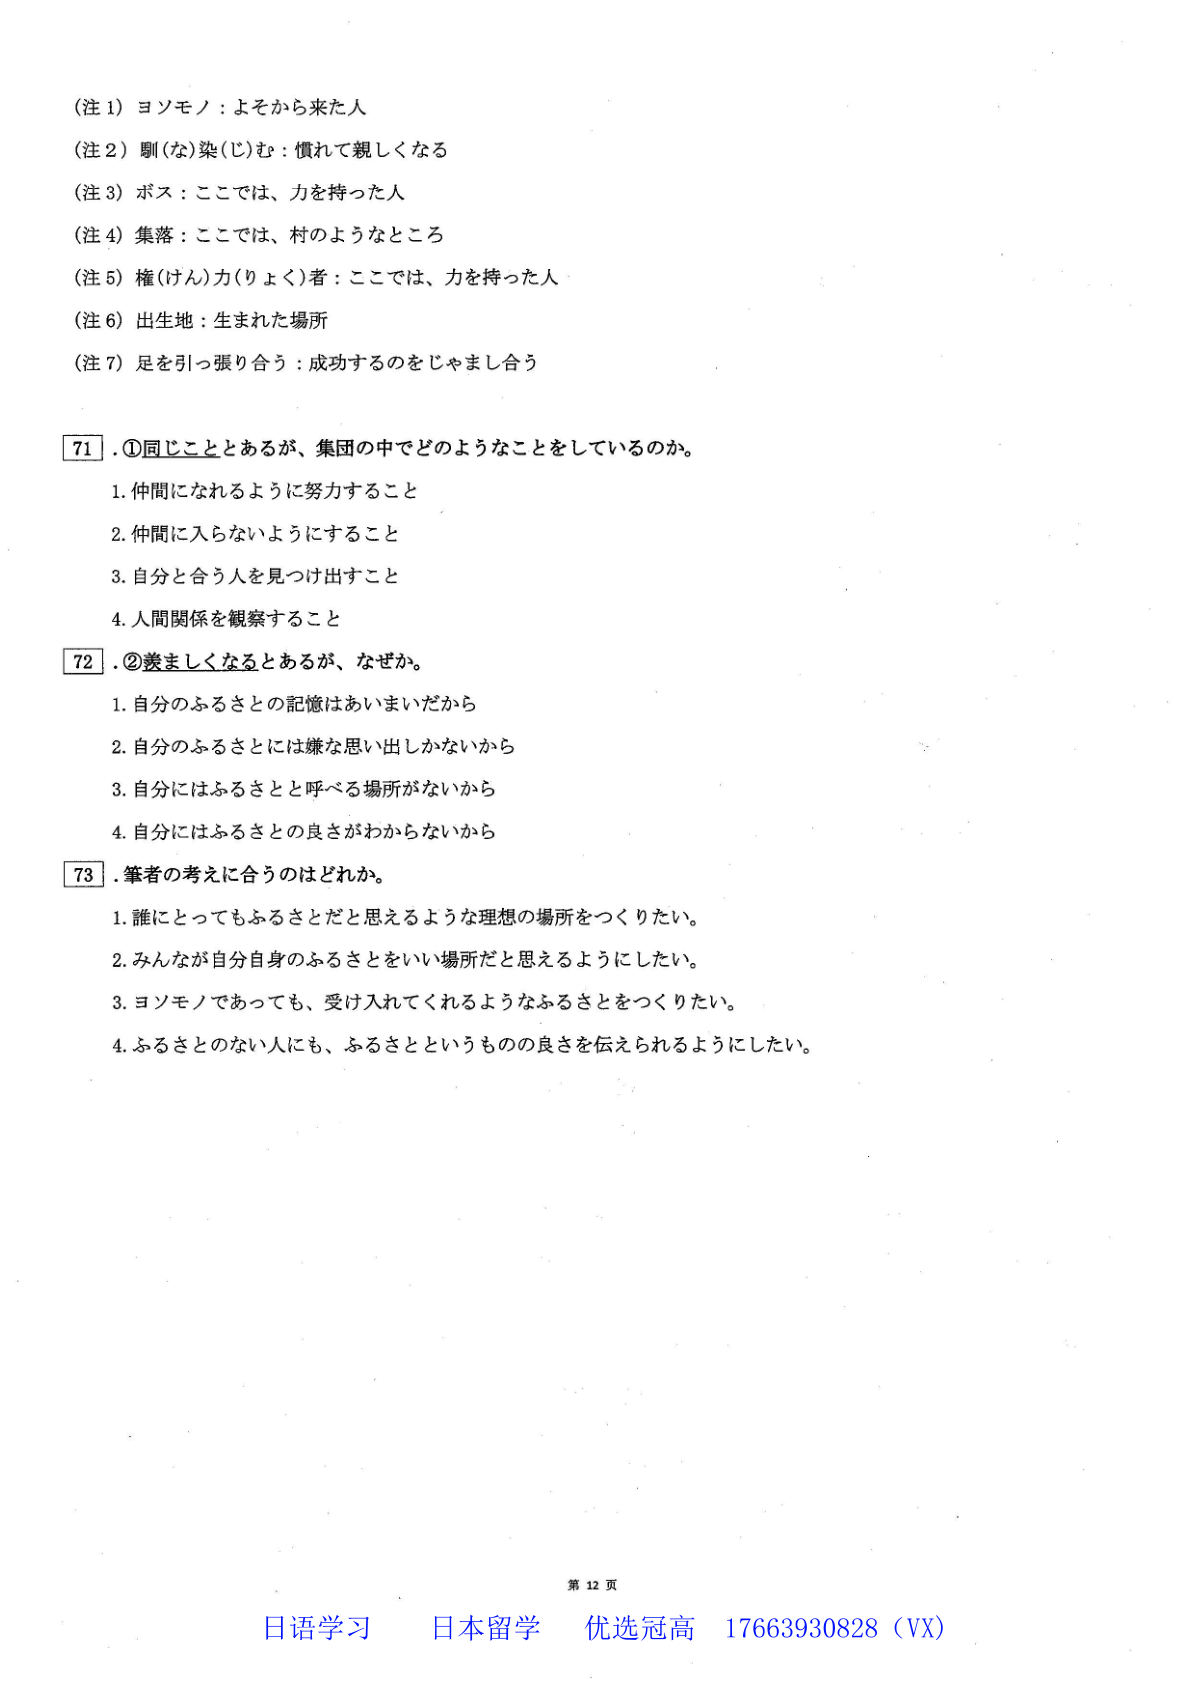 (注1) ヨソモノ：よそから来た人
(注2) 馴(な)染(じ)む：慣れて親しくなる
(注3) ボス：ここでは、力を持った人
(注4) 集落：ここでは、村のようなところ
(注5) 権(けん)力(りょく)者：ここでは、力を持った人
(注6) 出生地：生まれた場所
(注7) 足を引っ張り合う：成功するのをじゃまし合う
71 . ①同じこととあるが、集団の中でどのようなことをしているのか。
1. 仲間になれるように努力すること
2. 仲間に入らないようにすること
3. 自分と合う人を見つけ出すこと
4. 人間関係を観察すること
72 . ②羨ましくなるとあるが、なぜか。
1. 自分のふるさとの記憶はあいまいだから
2. 自分のふるさとには嫌な思い出しかないから
3. 自分にはふるさとと呼べる場所がないから
4. 自分にはふるさとの良さがわからないから
73 . 筆者の考えに合うのはどれか。
1. 誰にとってもふるさとだと思えるような理想の場所をつくりたい。
2. みんなが自分自身のふるさとをいい場所だと思えるようにしたい。
3. ヨソモノであっても、受け入れてくれるようなふるさとをつくりたい。
4. ふるさとのない人にも、ふるさとというものの良さを伝えられるようにしたい。
第 12 页
日语学习 日本留学 优选冠高 17663930828（VX）